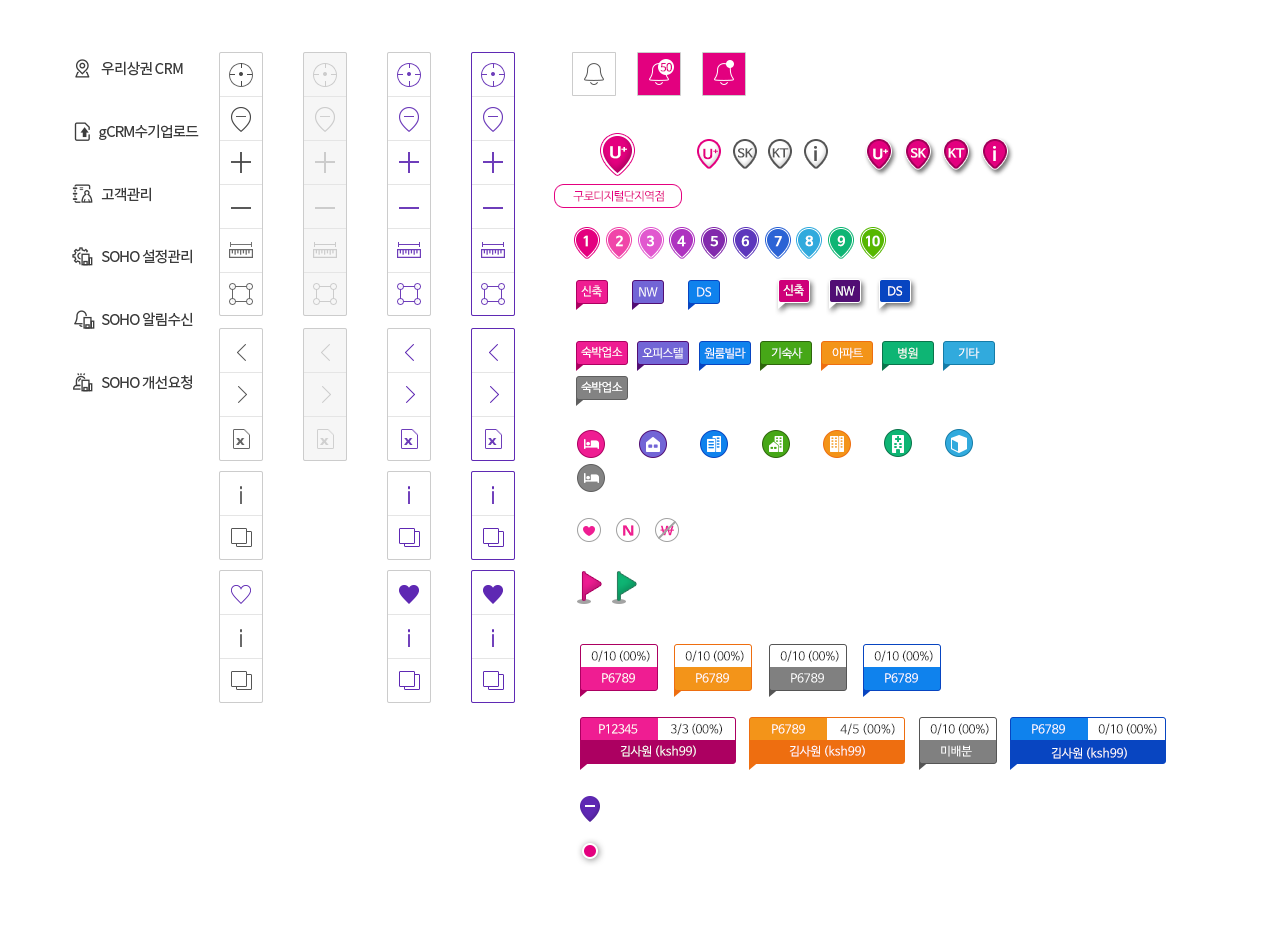 우리상권 CRM
gCRM수기업로드
고객관리
SOHO 설정관리
SOHO 알림수신
SOHO 개선요청
50
U+
U+ SK KT i
U+ SK KT i
구로디지털단지역점
1 2 3 4 5 6 7 8 9 10
신축 NW DS
신축 NW DS
숙박업소 오피스텔 원룸빌라 기숙사 아파트 병원 기타
숙박업소
N ₩
0/10 (00%) 0/10 (00%) 0/10 (00%) 0/10 (00%)
P6789 P6789 P6789 P6789
P12345 3/3 (00%) P6789 4/5 (00%) 0/10 (00%) P6789 0/10 (00%)
김사원 (ksh99) 김사원 (ksh99) 미배분 김사원 (ksh99)